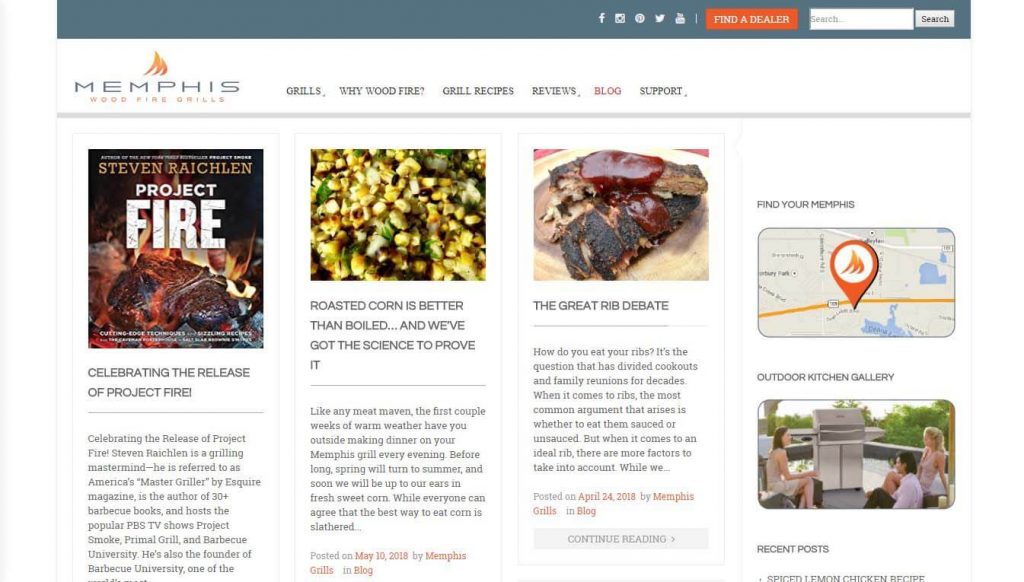 FIND A DEALER
Search...
Search
MEMPHIS
WOOD FIRE GRILLS
GRILLS
WHY WOOD FIRE?
GRILL RECIPES
REVIEWS
BLOG
SUPPORT
AUTHOR OF THE NEW YORK TIMES BESTSELLER PROJECT SMOKE
STEVEN RAICHLEN
PROJECT
FIRE
CUTTING-EDGE TECHNIQUES AND SIZZLING RECIPES
FROM THE CAVEMAN PORTERHOUSE TO SALT SLAB BROWNIE S'MORES
CELEBRATING THE RELEASE
OF PROJECT FIRE!
Celebrating the Release of Project
Fire! Steven Raichlen is a grilling
mastermind—he is referred to as
America's "Master Griller" by Esquire
magazine, is the author of 30+
barbecue books, and hosts the
popular PBS TV shows Project
Smoke, Primal Grill, and Barbecue
University. He's also the founder of
Barbecue University, one of the
world's most
ROASTED CORN IS BETTER
THAN BOILED... AND WE'VE
GOT THE SCIENCE TO PROVE
IT
Like any meat maven, the first couple
weeks of warm weather have you
outside making dinner on your
Memphis grill every evening. Before
long, spring will turn to summer, and
soon we will be up to our ears in
fresh sweet corn. While everyone can
agree that the best way to eat corn is
slathered...
Posted on May 10, 2018 by Memphis
Grills in Blog
THE GREAT RIB DEBATE
How do you eat your ribs? It's the
question that has divided cookouts
and family reunions for decades.
When it comes to ribs, the most
common argument that arises is
whether to eat them sauced or
unsauced. But when it comes to an
ideal rib, there are more factors to
take into account. While we...
Posted on April 24, 2018 by Memphis
Grills in Blog
CONTINUE READING >
FIND YOUR MEMPHIS
OUTDOOR KITCHEN GALLERY
RECENT POSTS
SPICED LEMON CHICKEN RECIPE